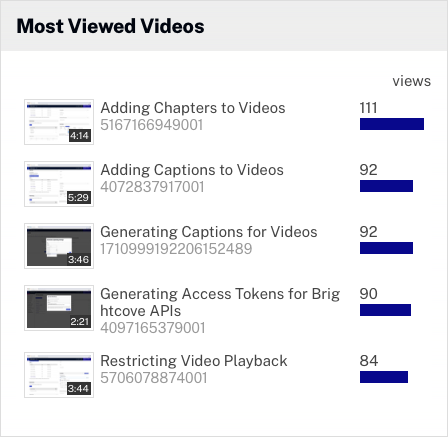 Most Viewed Videos
views
4:14
Adding Chapters to Videos
111
5167166949001
5:29
Adding Captions to Videos
92
4072837917001
3:46
Generating Captions for Videos
92
1710999192206152489
2:21
Generating Access Tokens for Brig
90
htcove APIs
4097165379001
3:44
Restricting Video Playback
84
5706078874001